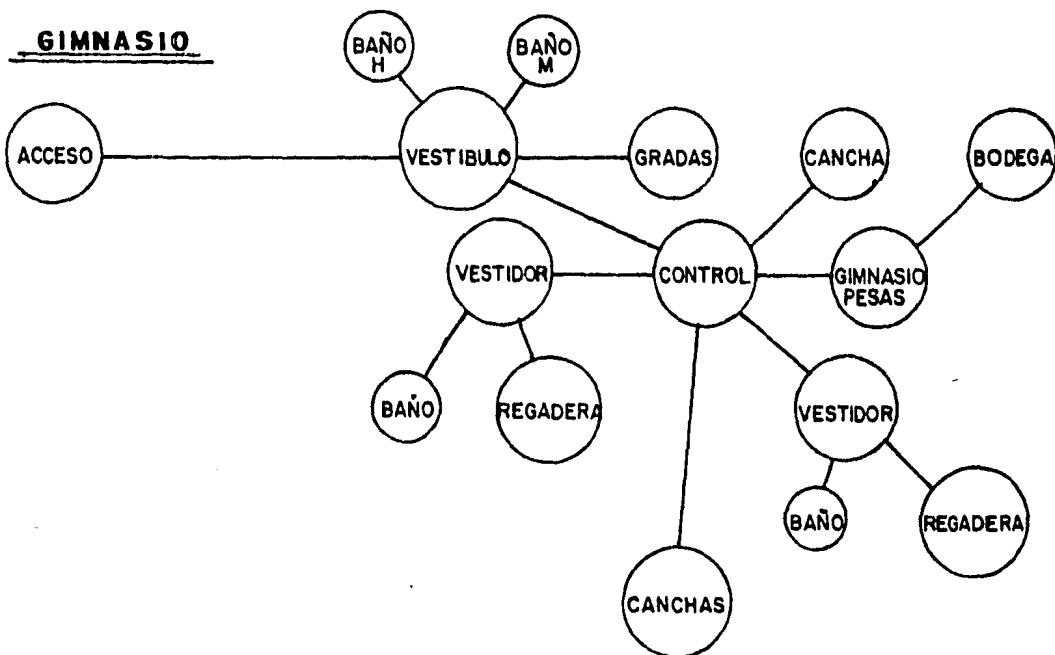 GIMNASIO
BAÑO
H
BAÑO
M
ACCESO
VESTIBULO
GRADAS
CANCHA
BODEGA
VESTIDOR
CONTROL
GIMNASIO
PESAS
BAÑO
REGADERA
VESTIDOR
BAÑO
REGADERA
CANCHAS